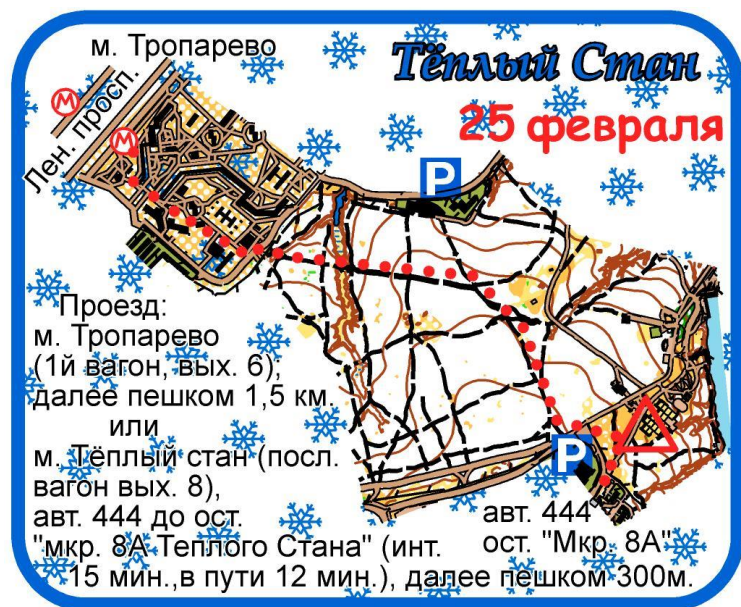 м. Тропарево
Тёплый Стан
25 февраля
М
Лен. просп.
М
P
Проезд:
м. Тропарево
(1й вагон, вых. 6),
далее пешком 1,5 км.
или
м. Тёплый стан (посл.
вагон вых. 8),
авт. 444 до ост.
"мкр. 8А Теплого Стана" (инт.
15 мин.,в пути 12 мин.), далее пешком 300м.
P
авт. 444
ост. "Мкр. 8А"